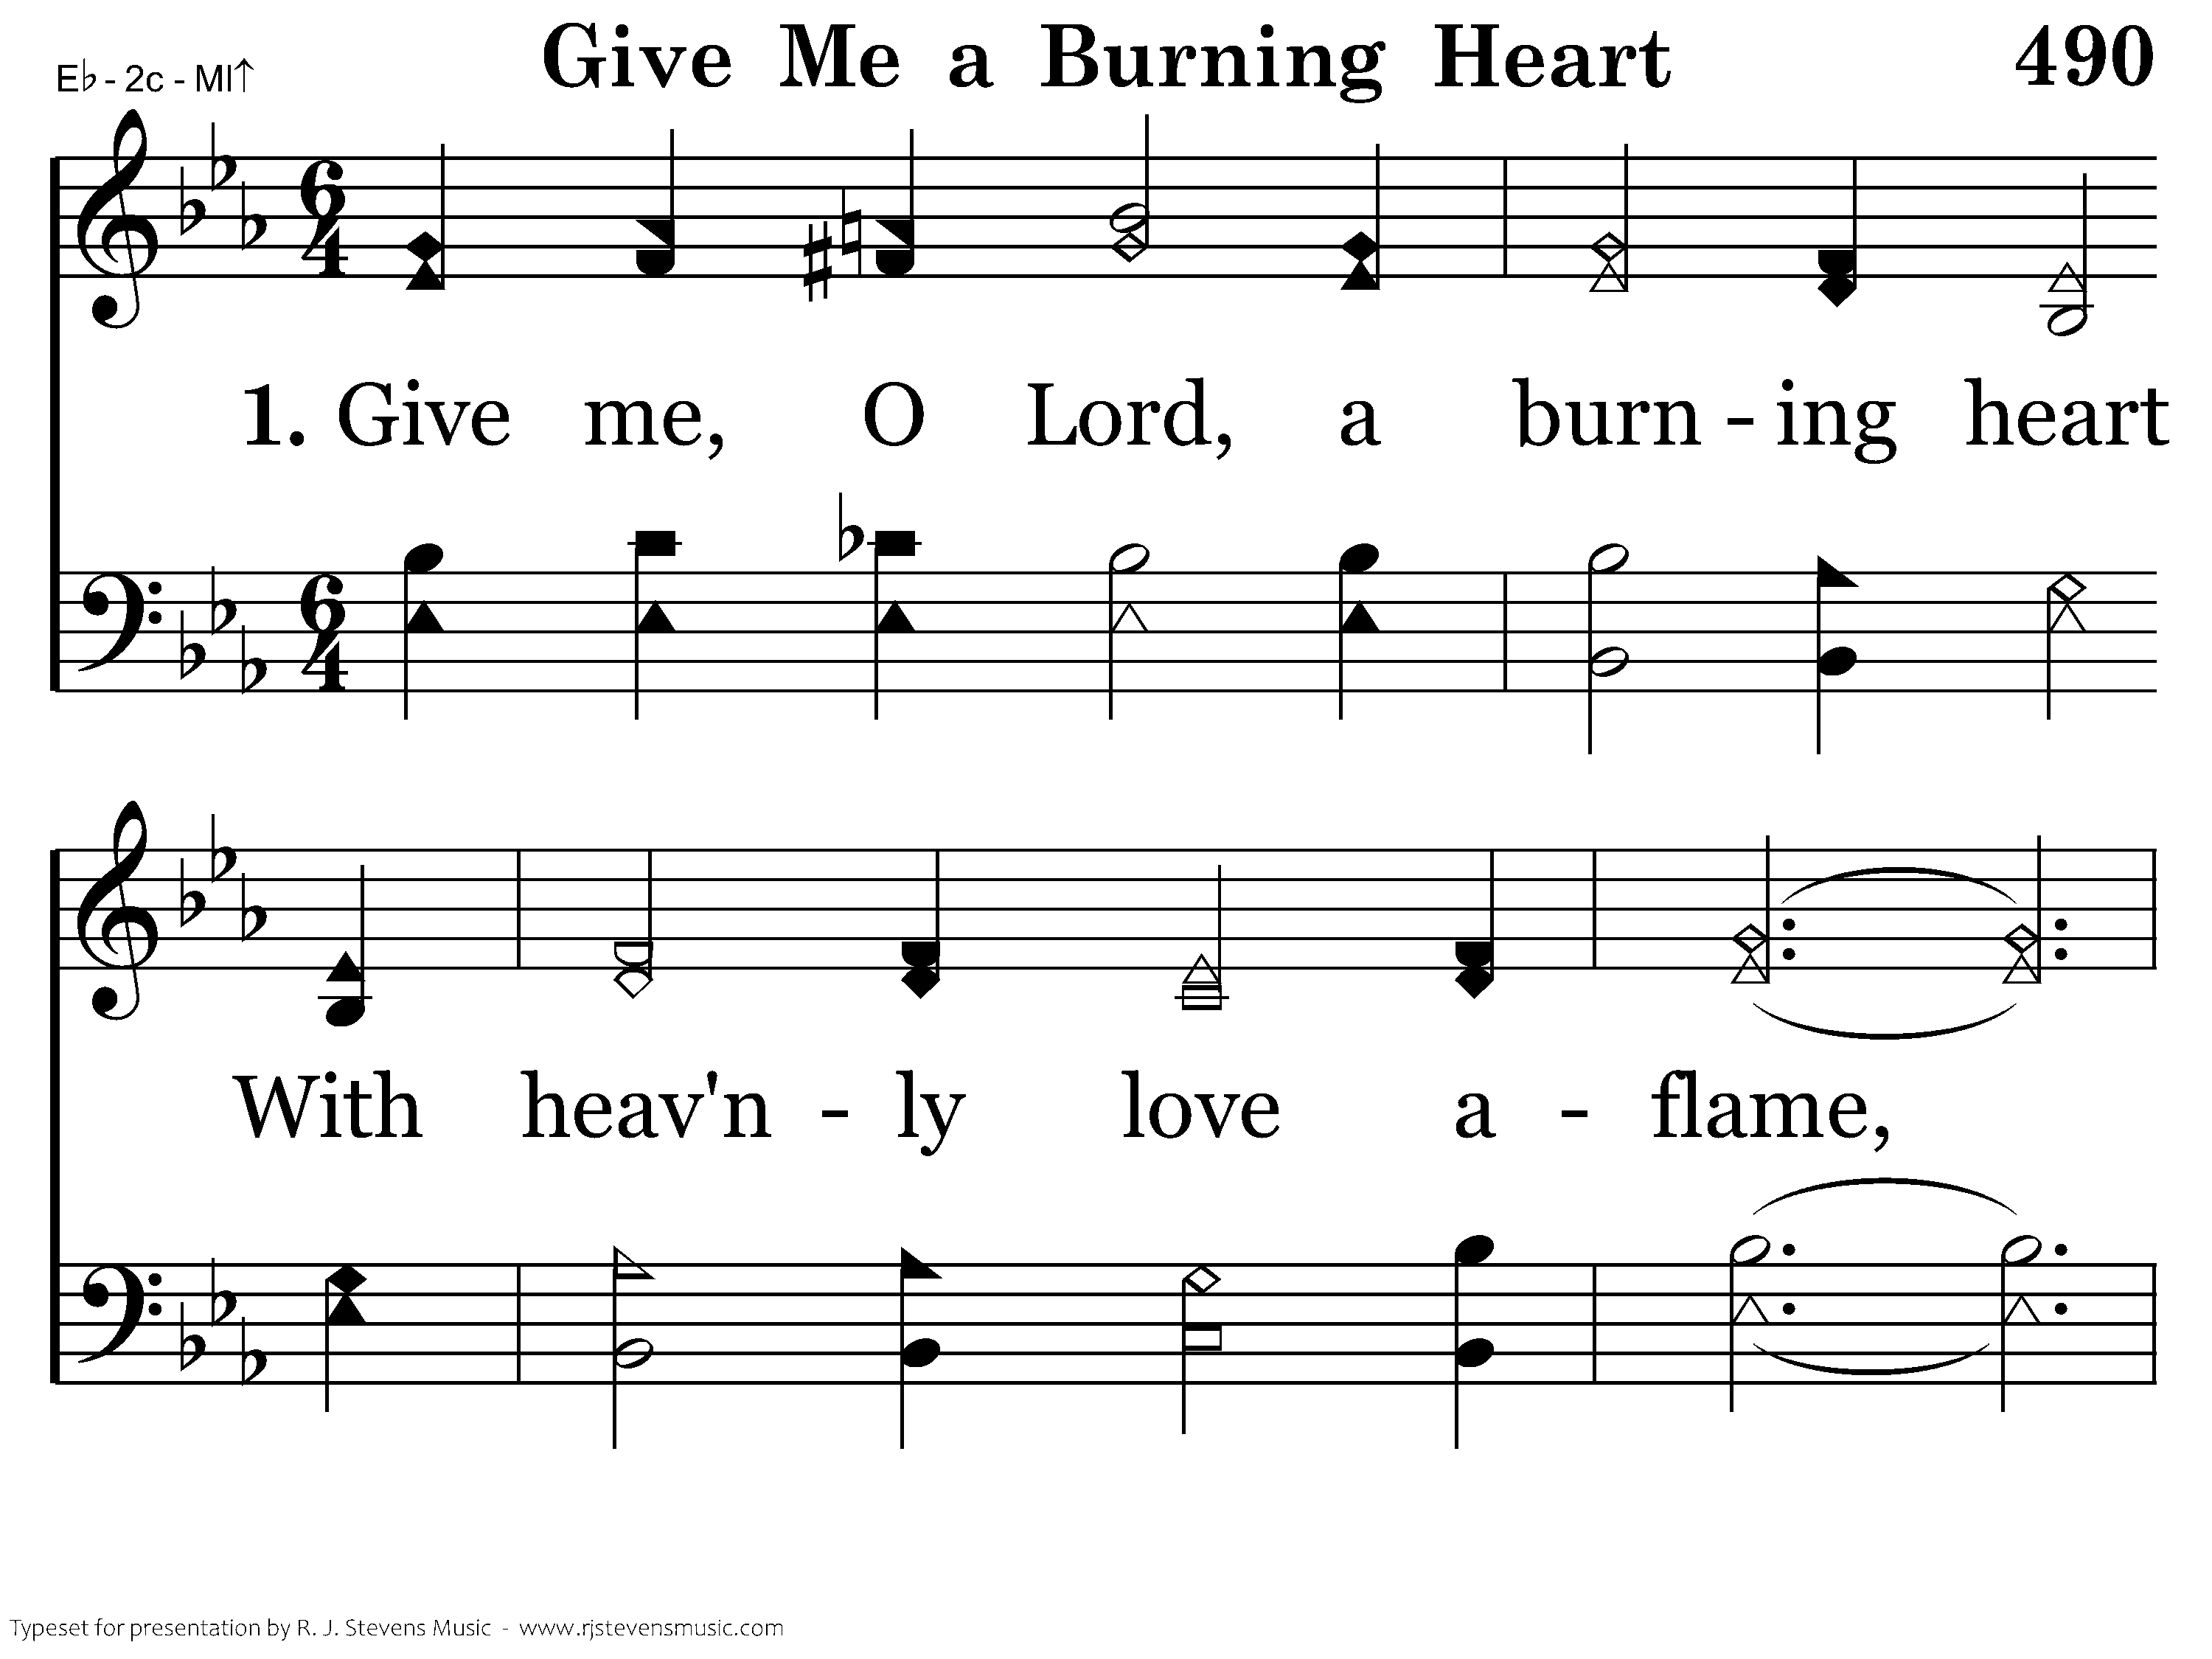 Give Me a Burning Heart 490
E♭ - 2c - MI↑
6 4
1. Give me, O Lord, a burn - ing heart
6 4
With heav'n - ly love a - flame,
Typeset for presentation by R. J. Stevens Music - www.rjstevensmusic.com